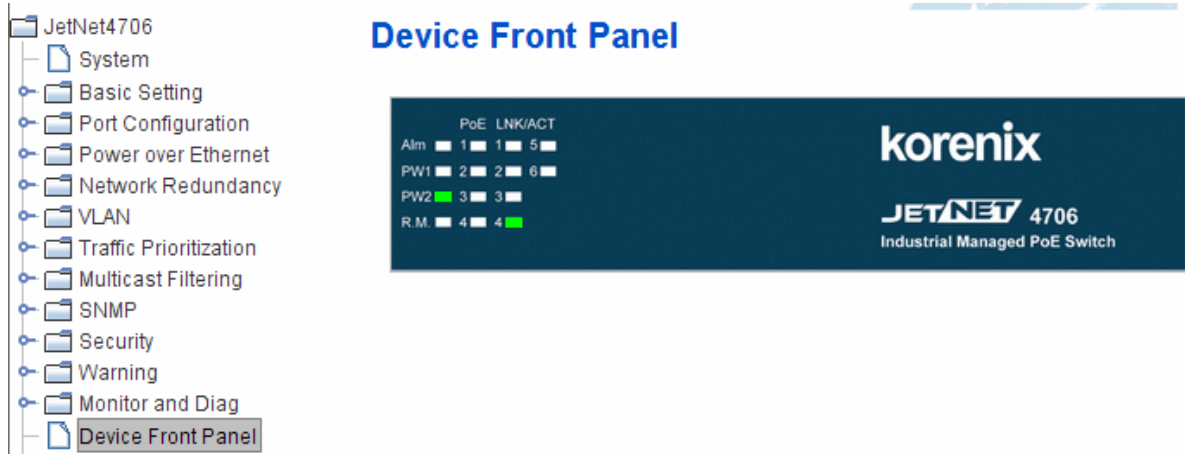 JetNet4706
System
Basic Setting
Port Configuration
Power over Ethernet
Network Redundancy
VLAN
Traffic Prioritization
Multicast Filtering
SNMP
Security
Warning
Monitor and Diag
Device Front Panel
Device Front Panel
PoE LNK/ACT
Alm 1 1 5
PW1 2 2 6
PW2 3 3
R.M. 4 4
korenix
JETNET 4706
Industrial Managed PoE Switch